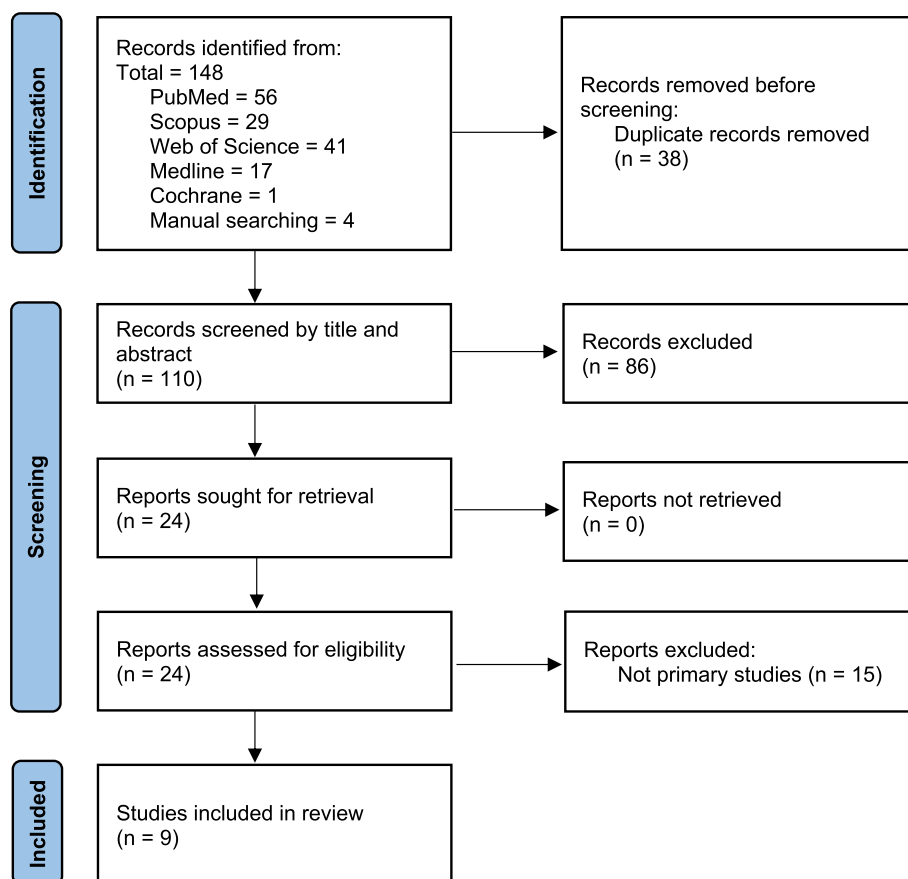 Identification
Records identified from:
Total = 148
PubMed = 56
Scopus = 29
Web of Science = 41
Medline = 17
Cochrane = 1
Manual searching = 4
Records removed before
screening:
Duplicate records removed
(n = 38)
Screening
Records screened by title and
abstract
(n = 110)
Records excluded
(n = 86)
Reports sought for retrieval
(n = 24)
Reports not retrieved
(n = 0)
Reports assessed for eligibility
(n = 24)
Reports excluded:
Not primary studies (n = 15)
Included
Studies included in review
(n = 9)